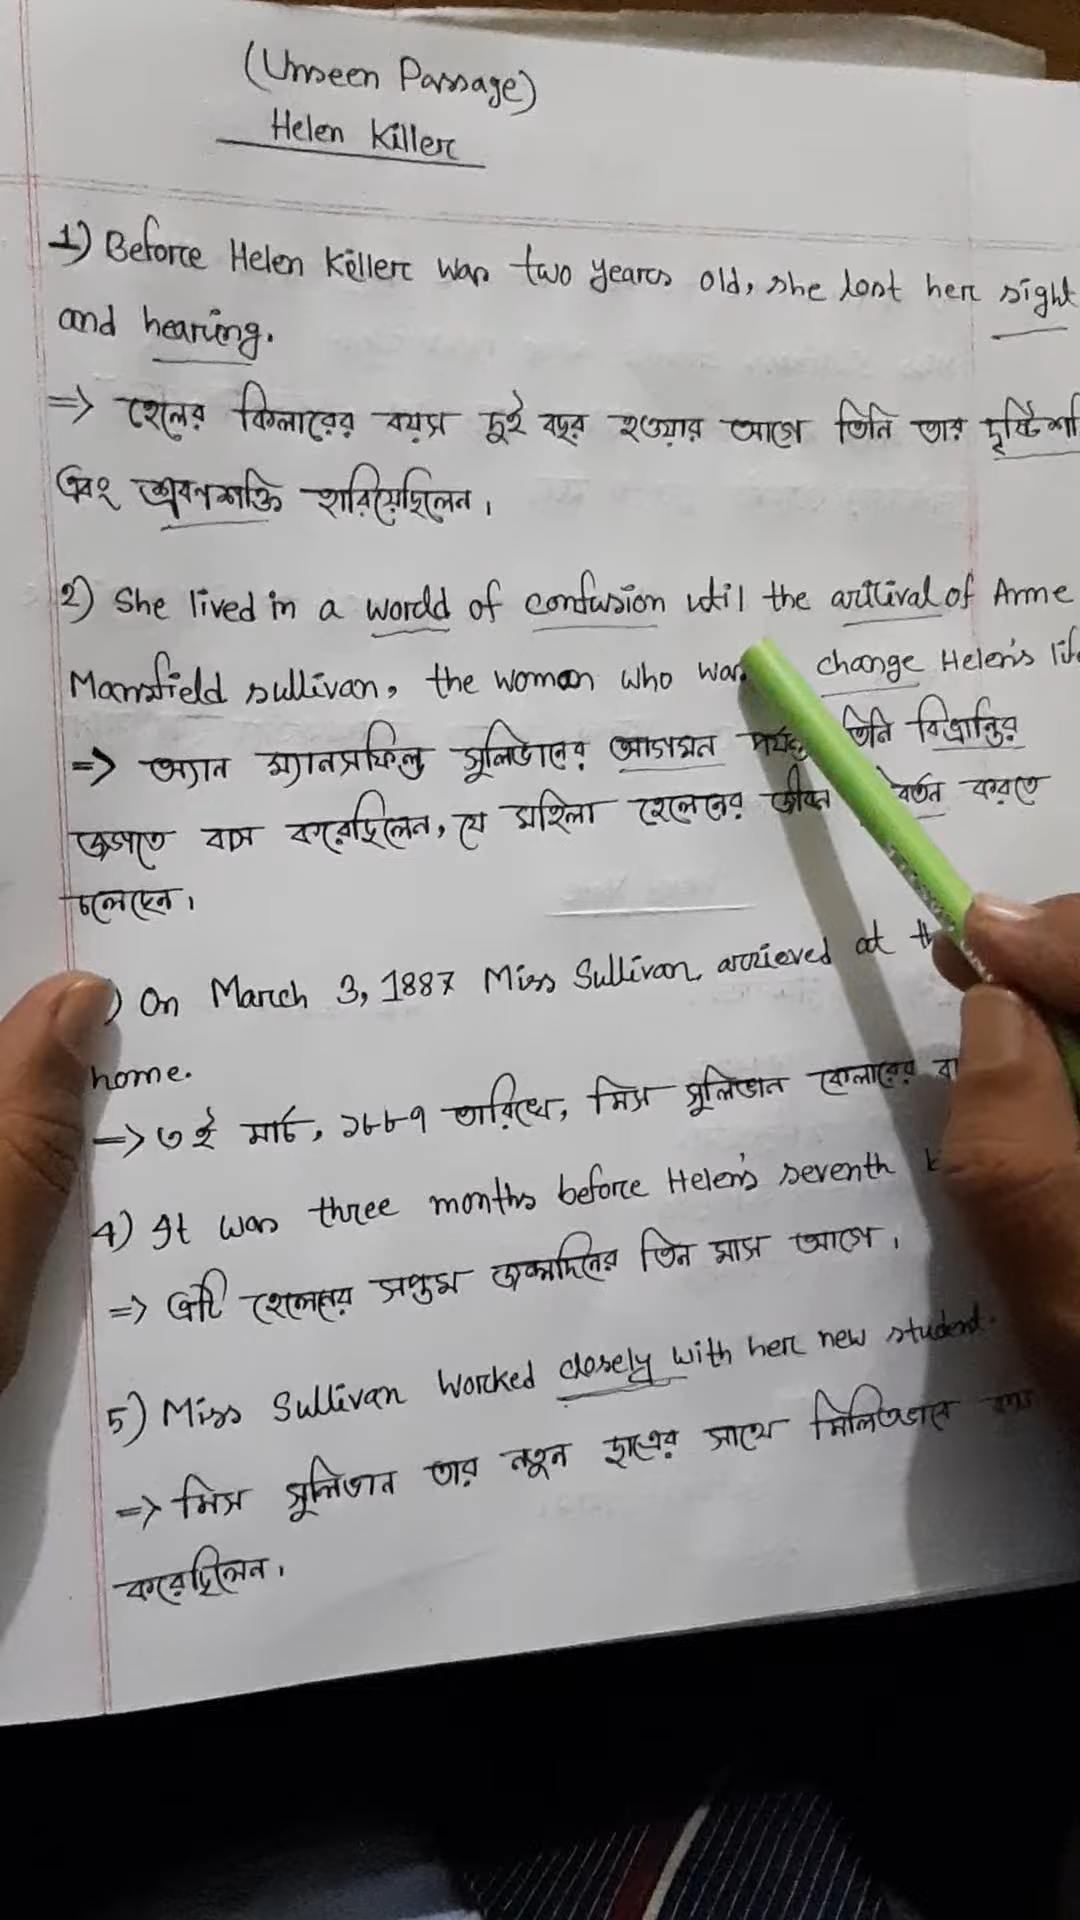 (Unseen Passage)
Helen Killer
1) Before Helen Keller was two years old, she lost her sight
and hearing.
=> হেলের কিলারের বয়স দুই বছর হওয়ার আগে তিনি তার
এবং শ্রবণশক্তি হারিয়েছিলেন।
2) She lived in a world of confusion util the arrival of Anne
Mansfield sullivan, the woman who was change Helen's
=> অ্যান ম্যানসফিল্ড সুলিভানের আগমন তিনি বিভ্রান্তির
জগতে বাস করেছিলেন, যে মহিলা হেলেনের জীবন করতে
চলেছেন।
) On March 3, 1887 Miss Sullivan, arrieved at
home.
=> ৩ ই মার্চ, ১৮৮৭ তারিখে, মিস সুলিভান কেলারের
4) It was three months before Helen's seventh
=> এটি হেলেনের সপ্তম জন্মদিনের তিন মাস আগে।
5) Miss Sullivan worked closely with her new student.
=> মিস সুলিভান তার নতুন ছাত্রের সাথে
করেছিলেন।